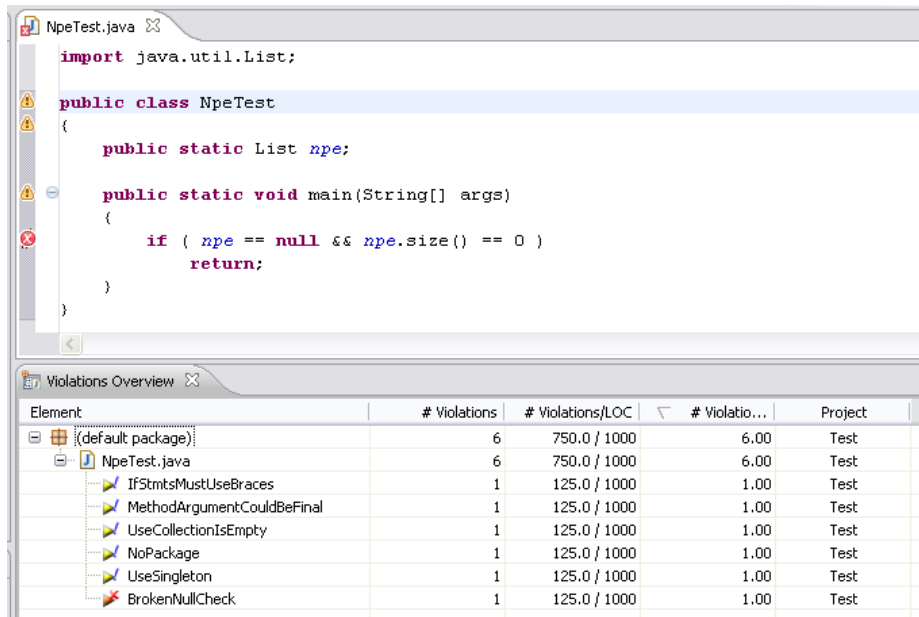 NpeTest.java
import java.util.List;
public class NpeTest
{
public static List npe;
public static void main(String[] args)
{
if ( npe == null && npe.size() == 0 )
return;
}
}
Violations Overview
Element # Violations # Violations/LOC # Violatio... Project
(default package) 6 750.0 / 1000 6.00 Test
NpeTest.java 6 750.0 / 1000 6.00 Test
IfStmtsMustUseBraces 1 125.0 / 1000 1.00 Test
MethodArgumentCouldBeFinal 1 125.0 / 1000 1.00 Test
UseCollectionIsEmpty 1 125.0 / 1000 1.00 Test
NoPackage 1 125.0 / 1000 1.00 Test
UseSingleton 1 125.0 / 1000 1.00 Test
BrokenNullCheck 1 125.0 / 1000 1.00 Test